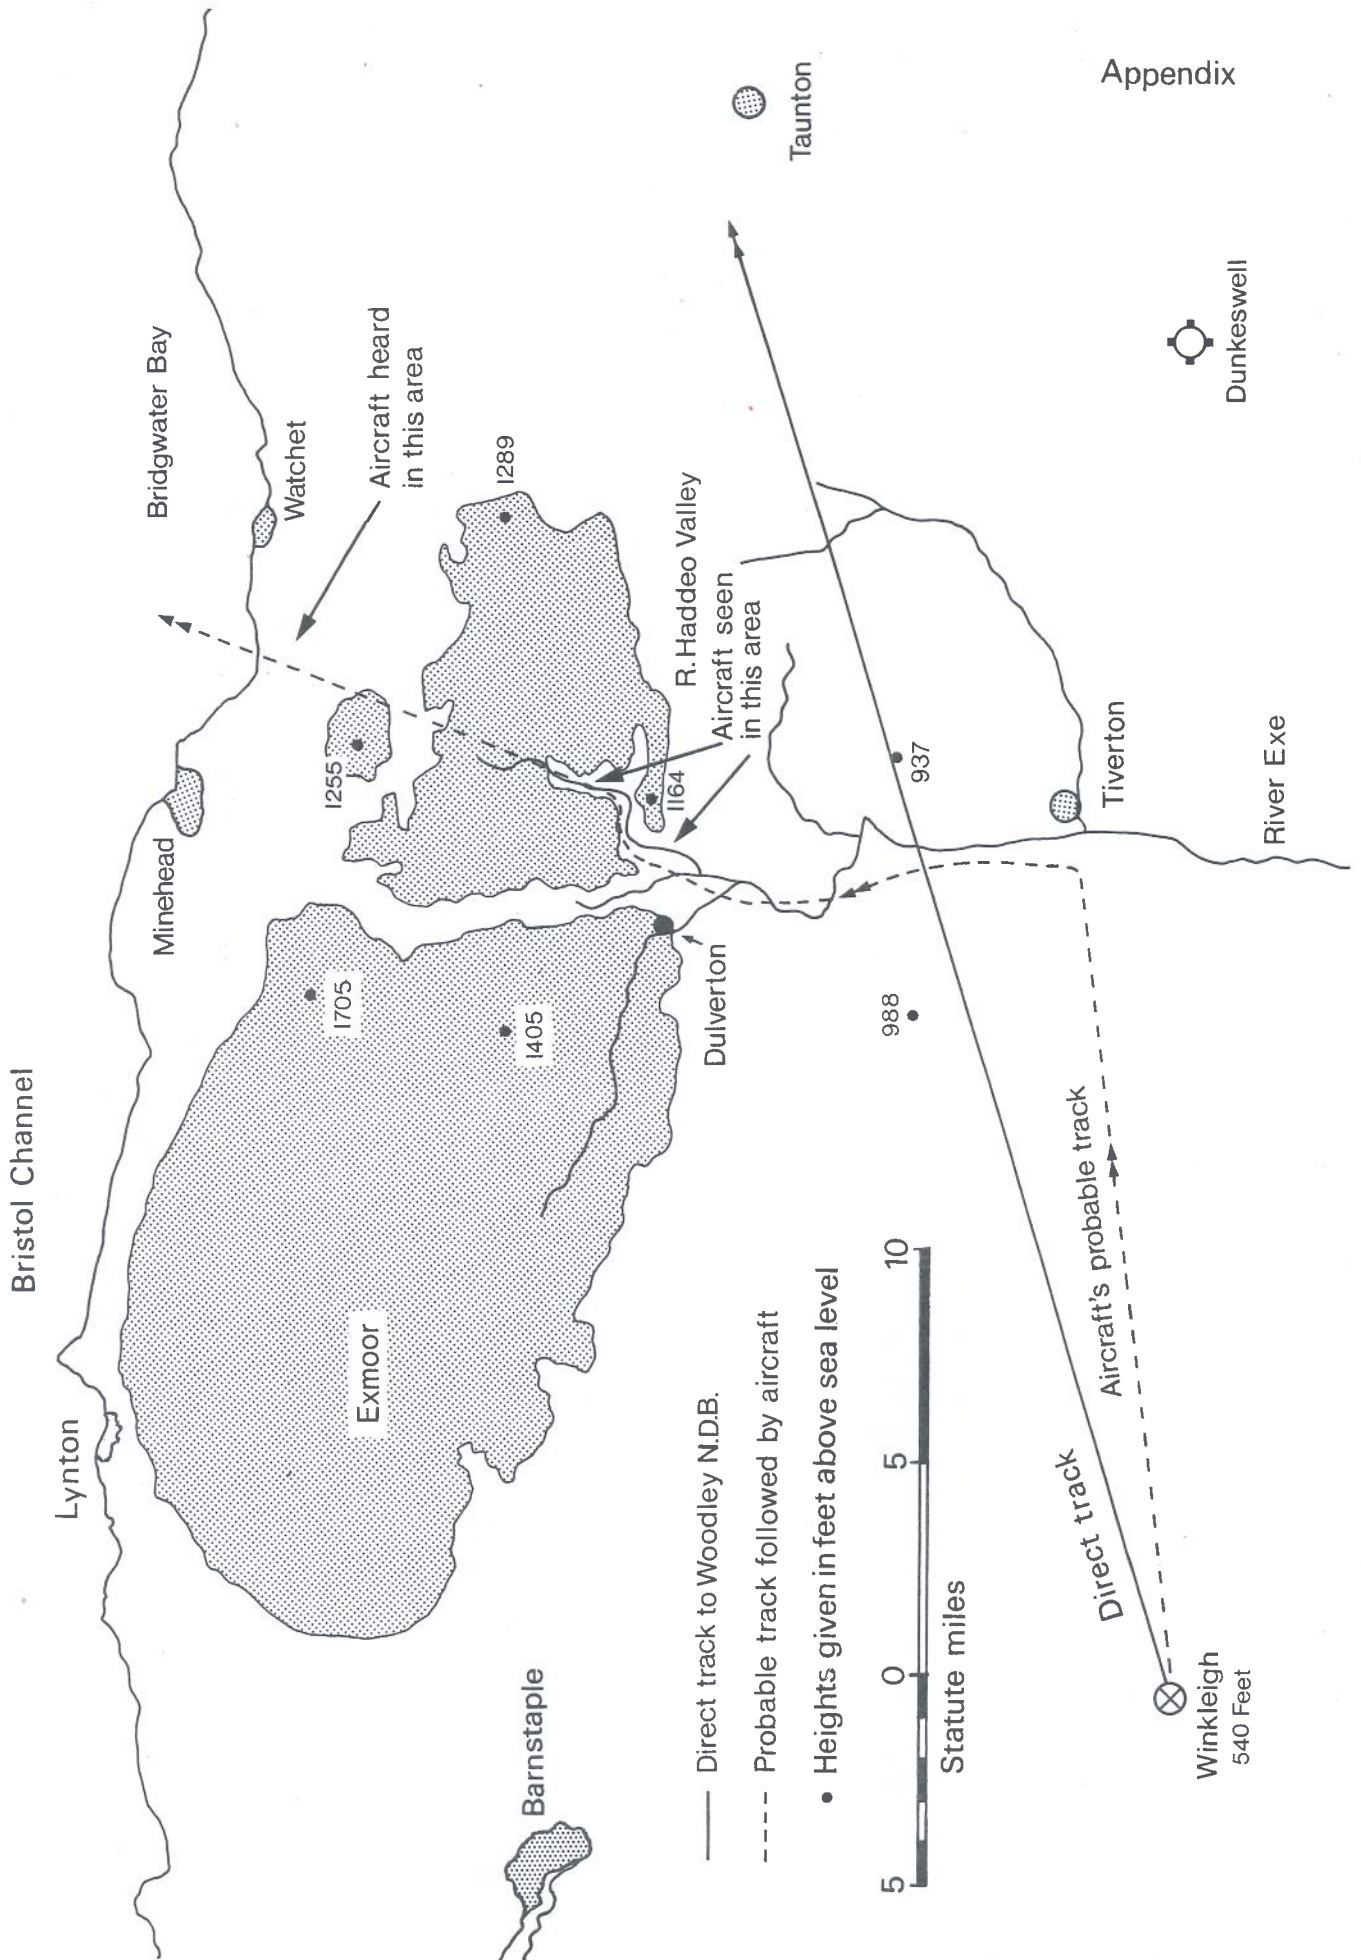 Appendix
Bristol Channel
Lynton
Minehead
Bridgwater Bay
Watchet
Aircraft heard
in this area
1255
1289
1705
1405
Exmoor
R. Haddeo Valley
Aircraft seen
in this area
1164
Dulverton
Taunton
Barnstaple
988
937
Tiverton
River Exe
Dunkeswell
Direct track to Woodley N.D.B.
Probable track followed by aircraft
Heights given in feet above sea level
5 0 5 10
Statute miles
Direct track
Aircraft's probable track
Winkleigh
540 Feet